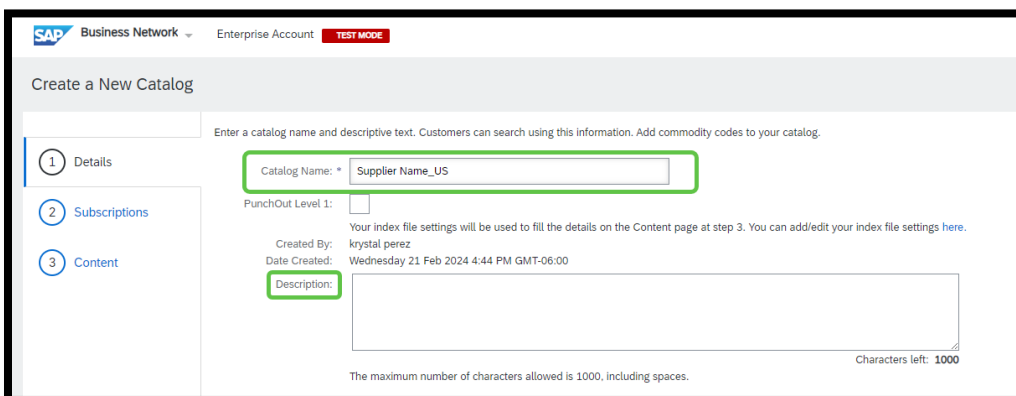 SAP Business Network Enterprise Account TEST MODE
Create a New Catalog
Enter a catalog name and descriptive text. Customers can search using this information. Add commodity codes to your catalog.
1 Details
Catalog Name: * Supplier Name_US
2 Subscriptions
PunchOut Level 1:
Your index file settings will be used to fill the details on the Content page at step 3. You can add/edit your index file settings here.
Created By: krystal perez
3 Content
Date Created: Wednesday 21 Feb 2024 4:44 PM GMT-06:00
Description:
Characters left: 1000
The maximum number of characters allowed is 1000, including spaces.